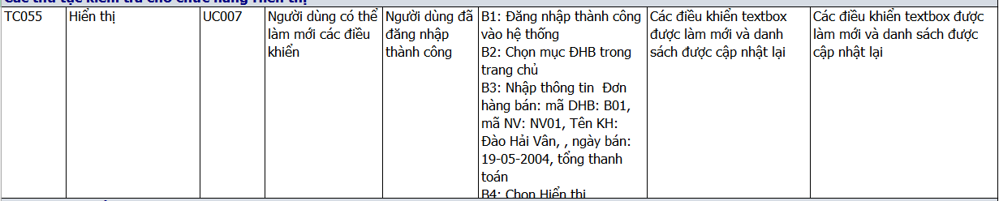 Các thủ tục kiểm tra cho chức năng Hiển thị
TC055
Hiển thị
UC007
Người dùng có thể
làm mới các điều
khiển
Người dùng đã
đăng nhập
thành công
B1: Đăng nhập thành công
vào hệ thống
B2: Chọn mục ĐHB trong
trang chủ
B3: Nhập thông tin  Đơn
hàng bán: mã DHB: B01,
mã NV: NV01, Tên KH:
Đào Hải Vân, , ngày bán:
19-05-2004, tổng thanh
toán
B4: Chọn Hiển thị
Các điều khiển textbox
được làm mới và danh
sách được cập nhật lại
Các điều khiển textbox được
làm mới và danh sách được
cập nhật lại